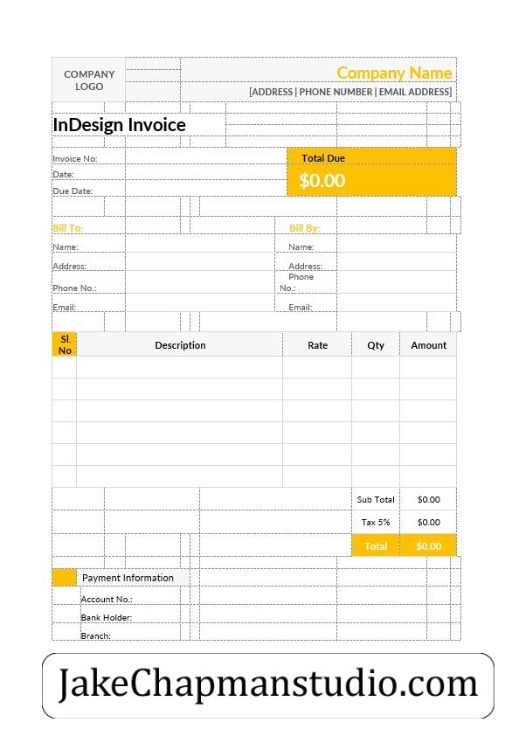 COMPANY
LOGO
Company Name
[ADDRESS | PHONE NUMBER | EMAIL ADDRESS]
InDesign Invoice
Invoice No:
Total Due
Date:
$0.00
Due Date:
Bill To:
Bill By:
Name:
Name:
Address:
Address:
Phone No.:
Phone
No.:
Email:
Email:
Sl.
No
Description
Rate
Qty
Amount
Sub Total
$0.00
Tax 5%
$0.00
Total
$0.00
Payment Information
Account No.:
Bank Holder:
Branch:
JakeChapmanstudio.com